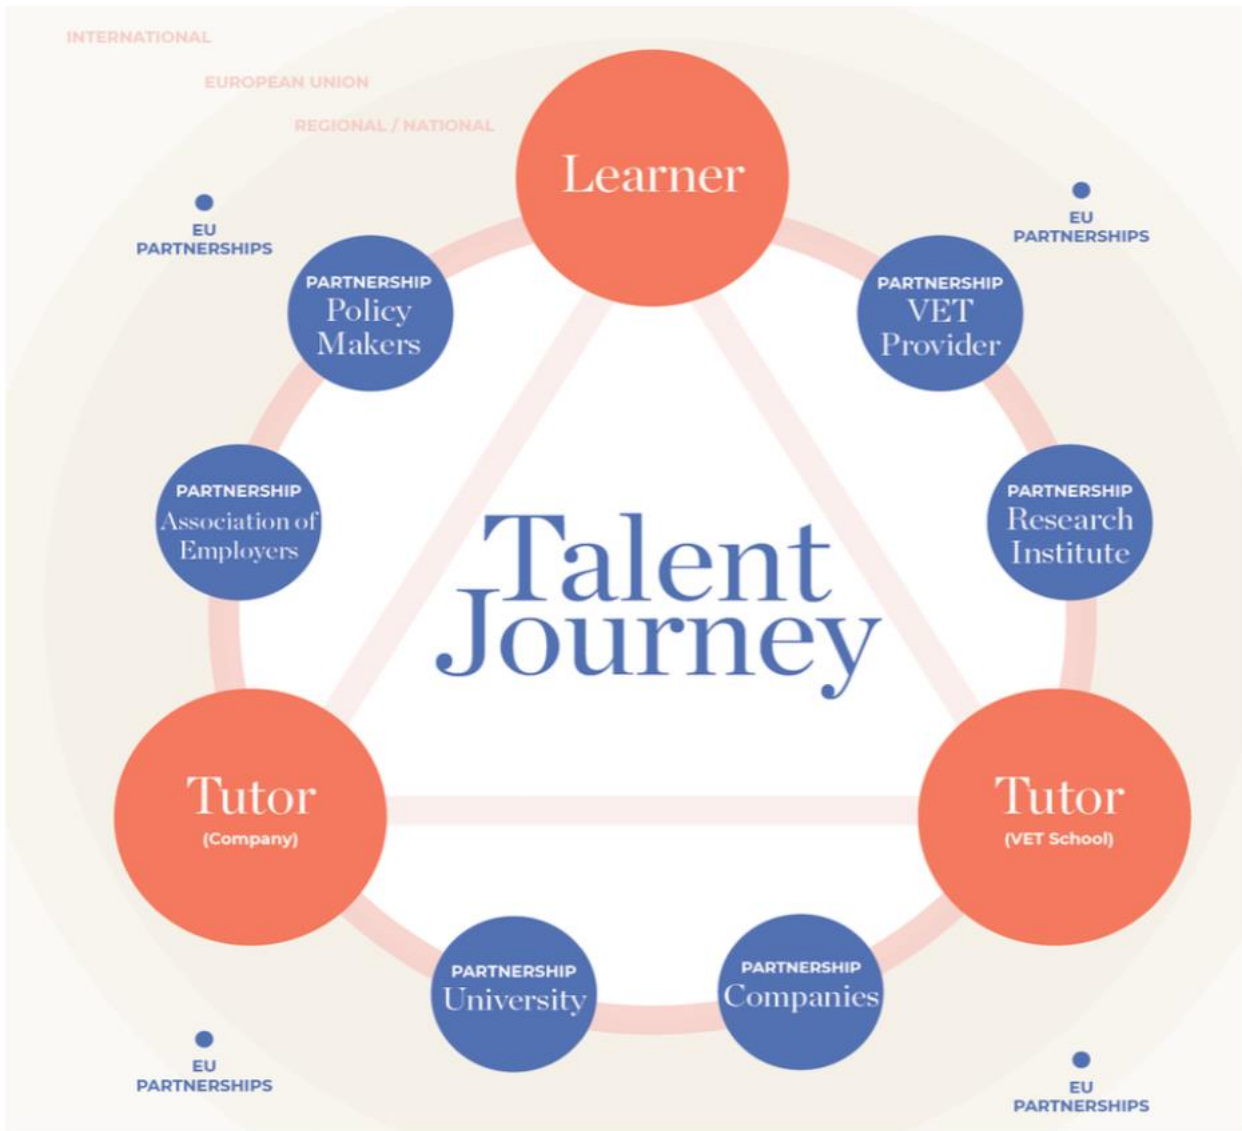 INTERNATIONAL
EUROPEAN UNION
REGIONAL / NATIONAL
Learner
EU
PARTNERSHIPS
EU
PARTNERSHIPS
PARTNERSHIP
Policy
Makers
PARTNERSHIP
VET
Provider
PARTNERSHIP
Association of
Employers
PARTNERSHIP
Research
Institute
Talent
Journey
Tutor
(Company)
Tutor
(VET School)
PARTNERSHIP
University
PARTNERSHIP
Companies
EU
PARTNERSHIPS
EU
PARTNERSHIPS